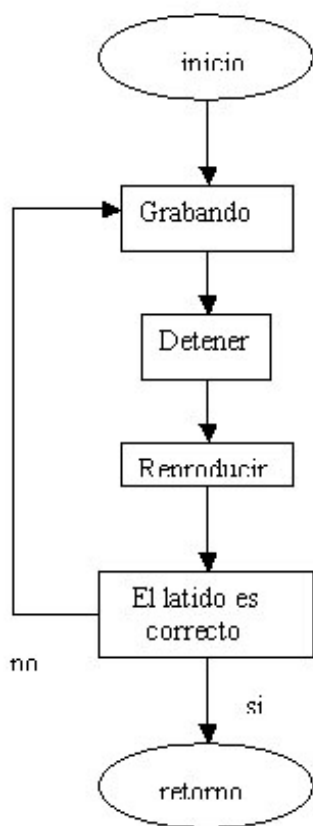 inicio
Grabando
Detener
Reproducir
El latido es
correcto
no
si
retorno